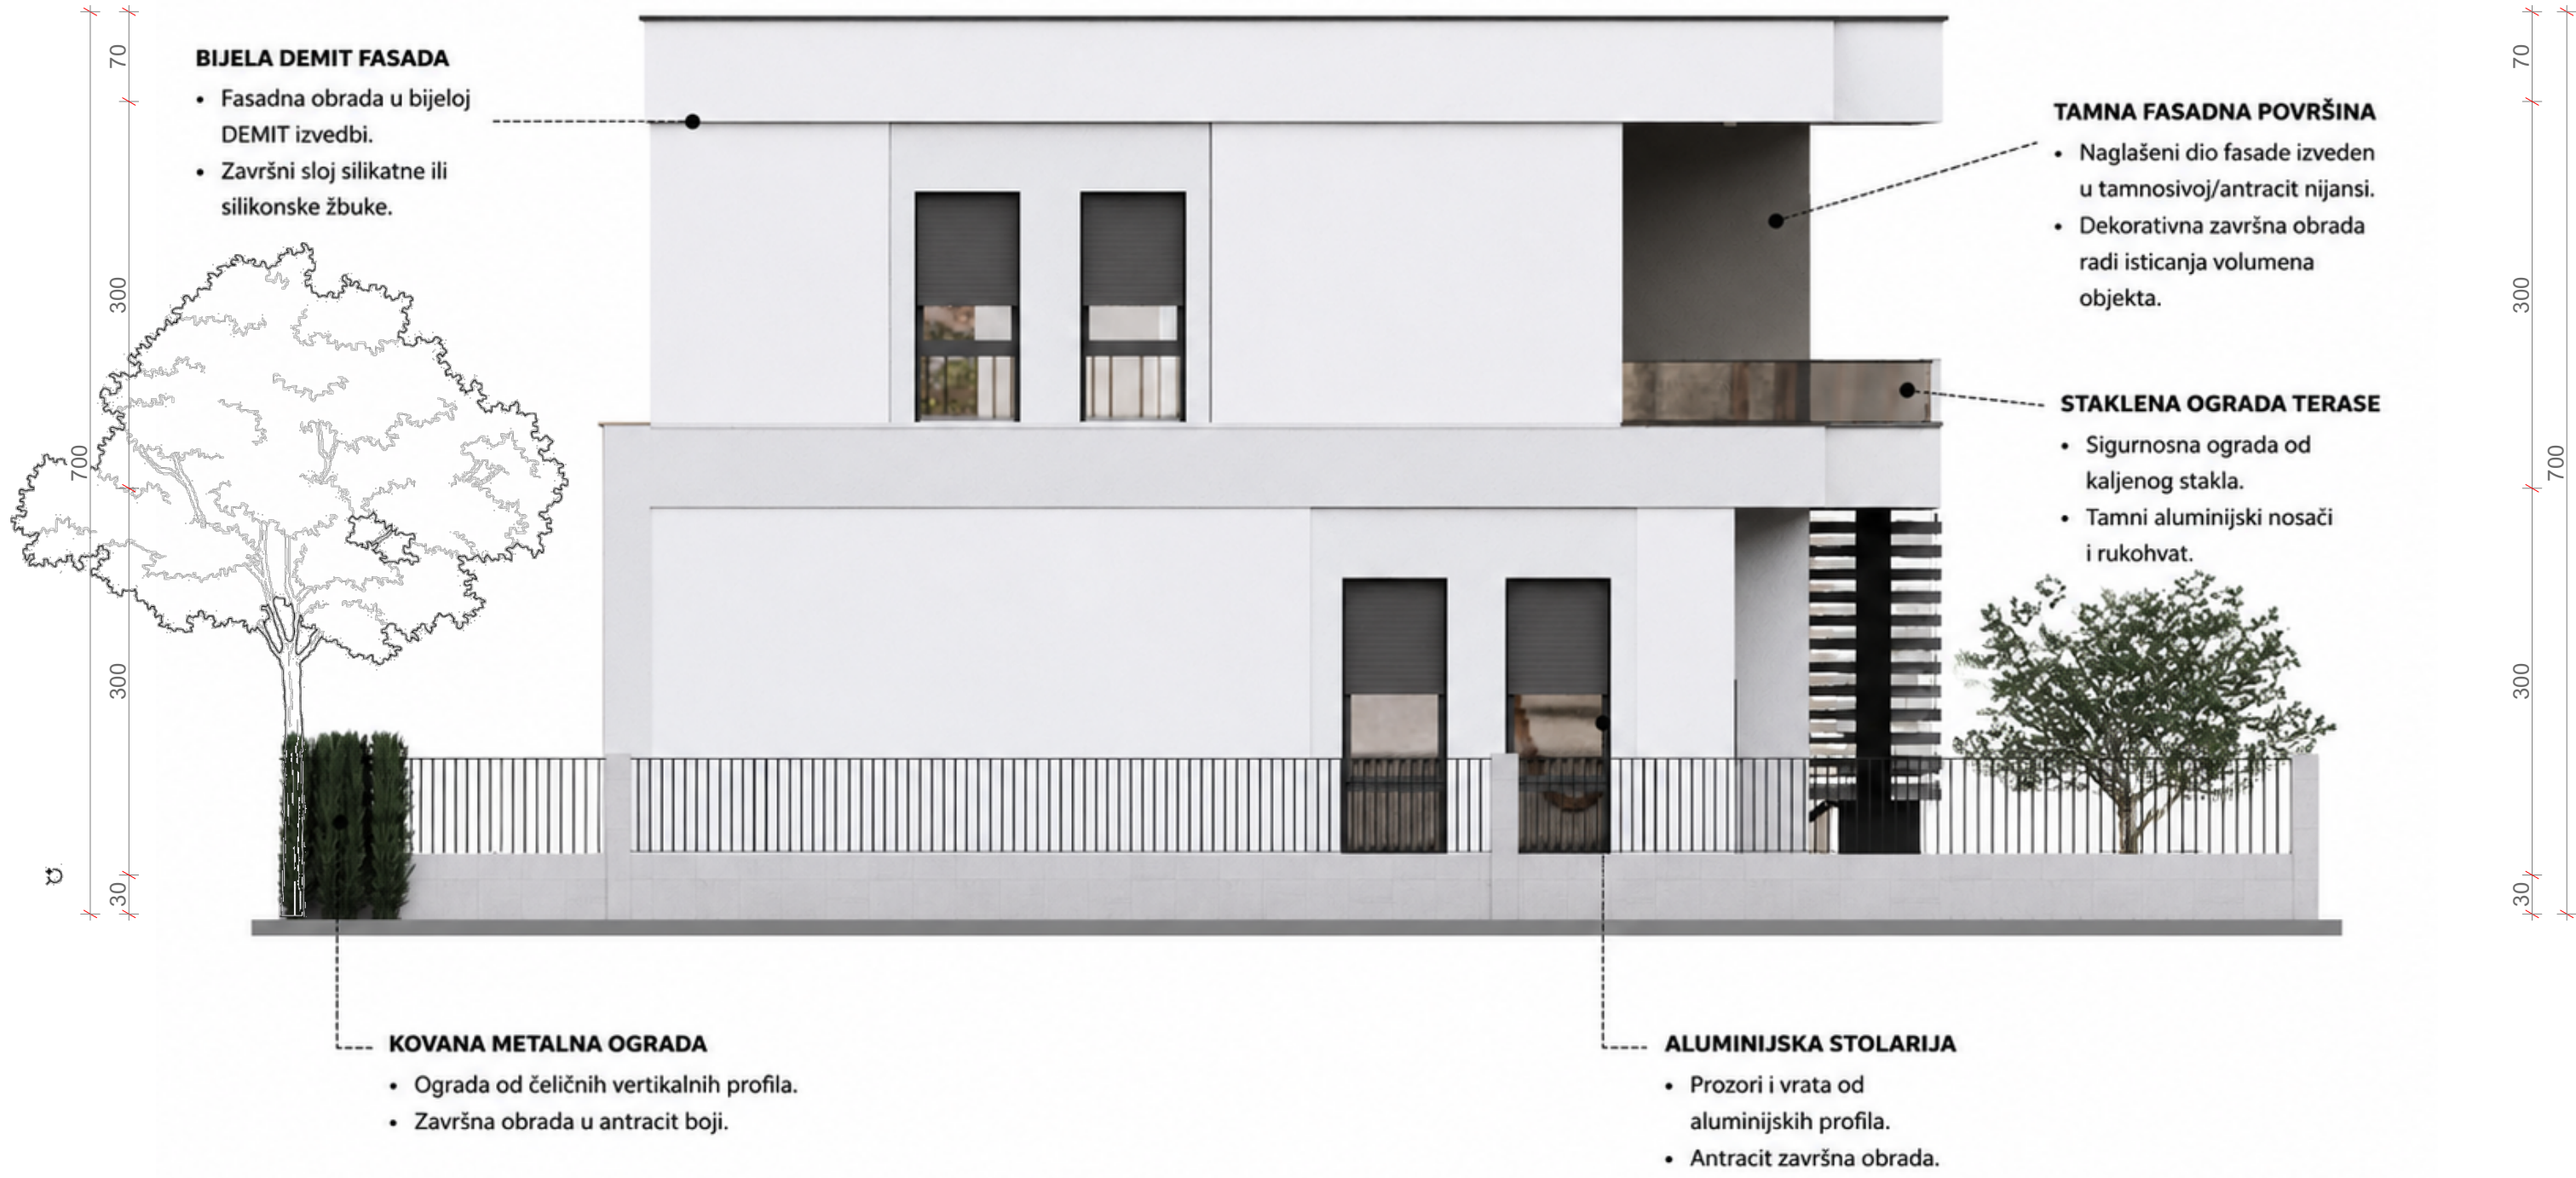 BIJELA DEMIT FASADA
• Fasadna obrada u bijeloj
DEMIT izvedbi.
• Završni sloj silikatne ili
silikonske žbuke.
TAMNA FASADNA POVRŠINA
• Naglašeni dio fasade izveden
u tamnosivoj/antracit nijansi.
• Dekorativna završna obrada
radi isticanja volumena
objekta.
STAKLENA OGRADA TERASE
• Sigurnosna ograda od
kaljenog stakla.
• Tamni aluminijski nosači
i rukohvat.
KOVANA METALNA OGRADA
• Ograda od čeličnih vertikalnih profila.
• Završna obrada u antracit boji.
ALUMINIJSKA STOLARIJA
• Prozori i vrata od
aluminijskih profila.
• Antracit završna obrada.
70
300
700
300
30
70
300
700
300
30